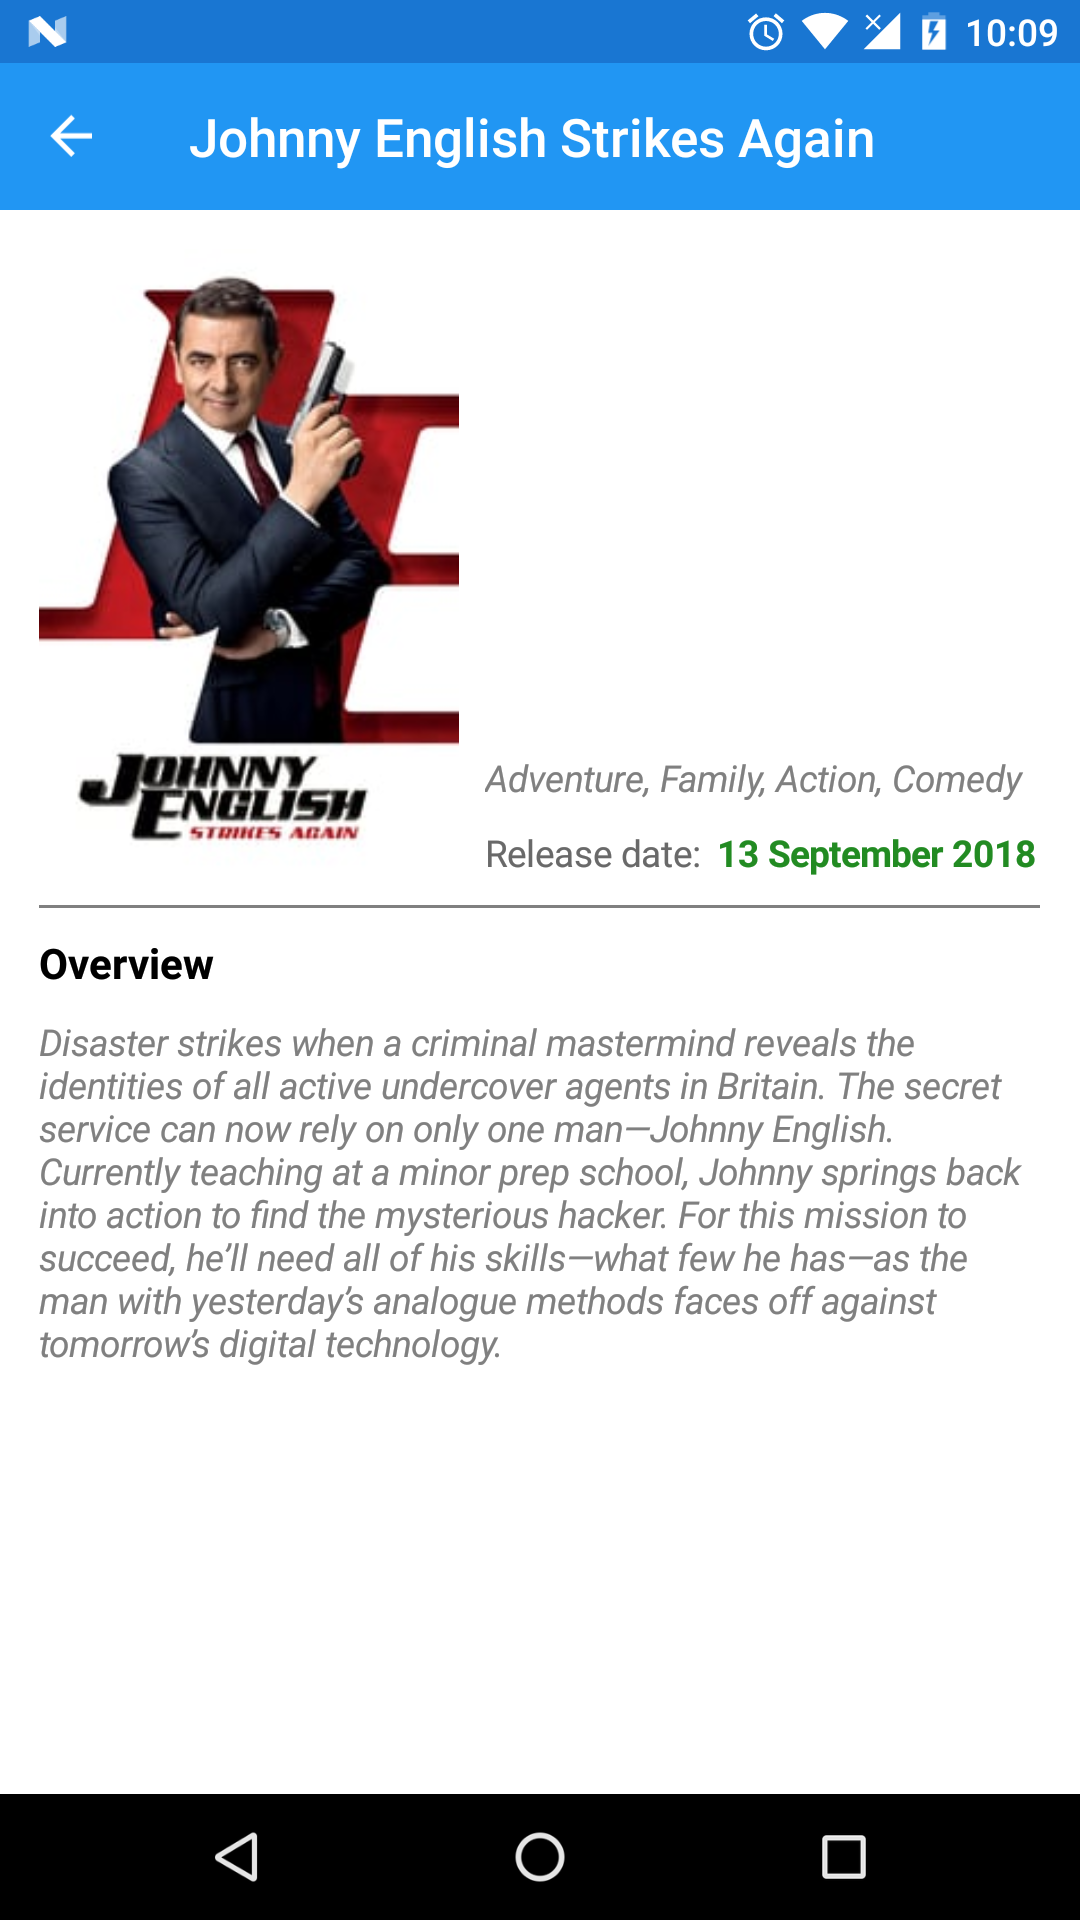 10:09
Johnny English Strikes Again
JOHNNY
ENGLISH
STRIKES AGAIN
Adventure, Family, Action, Comedy
Release date: 13 September 2018
Overview
Disaster strikes when a criminal mastermind reveals the
identities of all active undercover agents in Britain. The secret
service can now rely on only one man—Johnny English.
Currently teaching at a minor prep school, Johnny springs back
into action to find the mysterious hacker. For this mission to
succeed, he’ll need all of his skills—what few he has—as the
man with yesterday’s analogue methods faces off against
tomorrow’s digital technology.